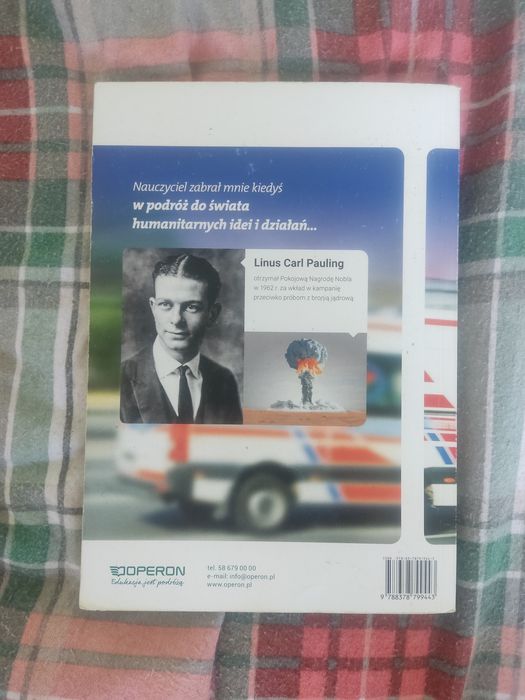 Nauczyciel zabrał mnie kiedyś
w podróż do świata
humanitarnych idei i działań...
Linus Carl Pauling
otrzymał Pokojową Nagrodę Nobla
w 1962 r. za wkład w kampanię
przeciwko próbom z bronią jądrową
OPERON
Edukacja jest podróżą
tel. 58 679 00 00
e-mail: info@operon.pl
www.operon.pl
9 788378 799443